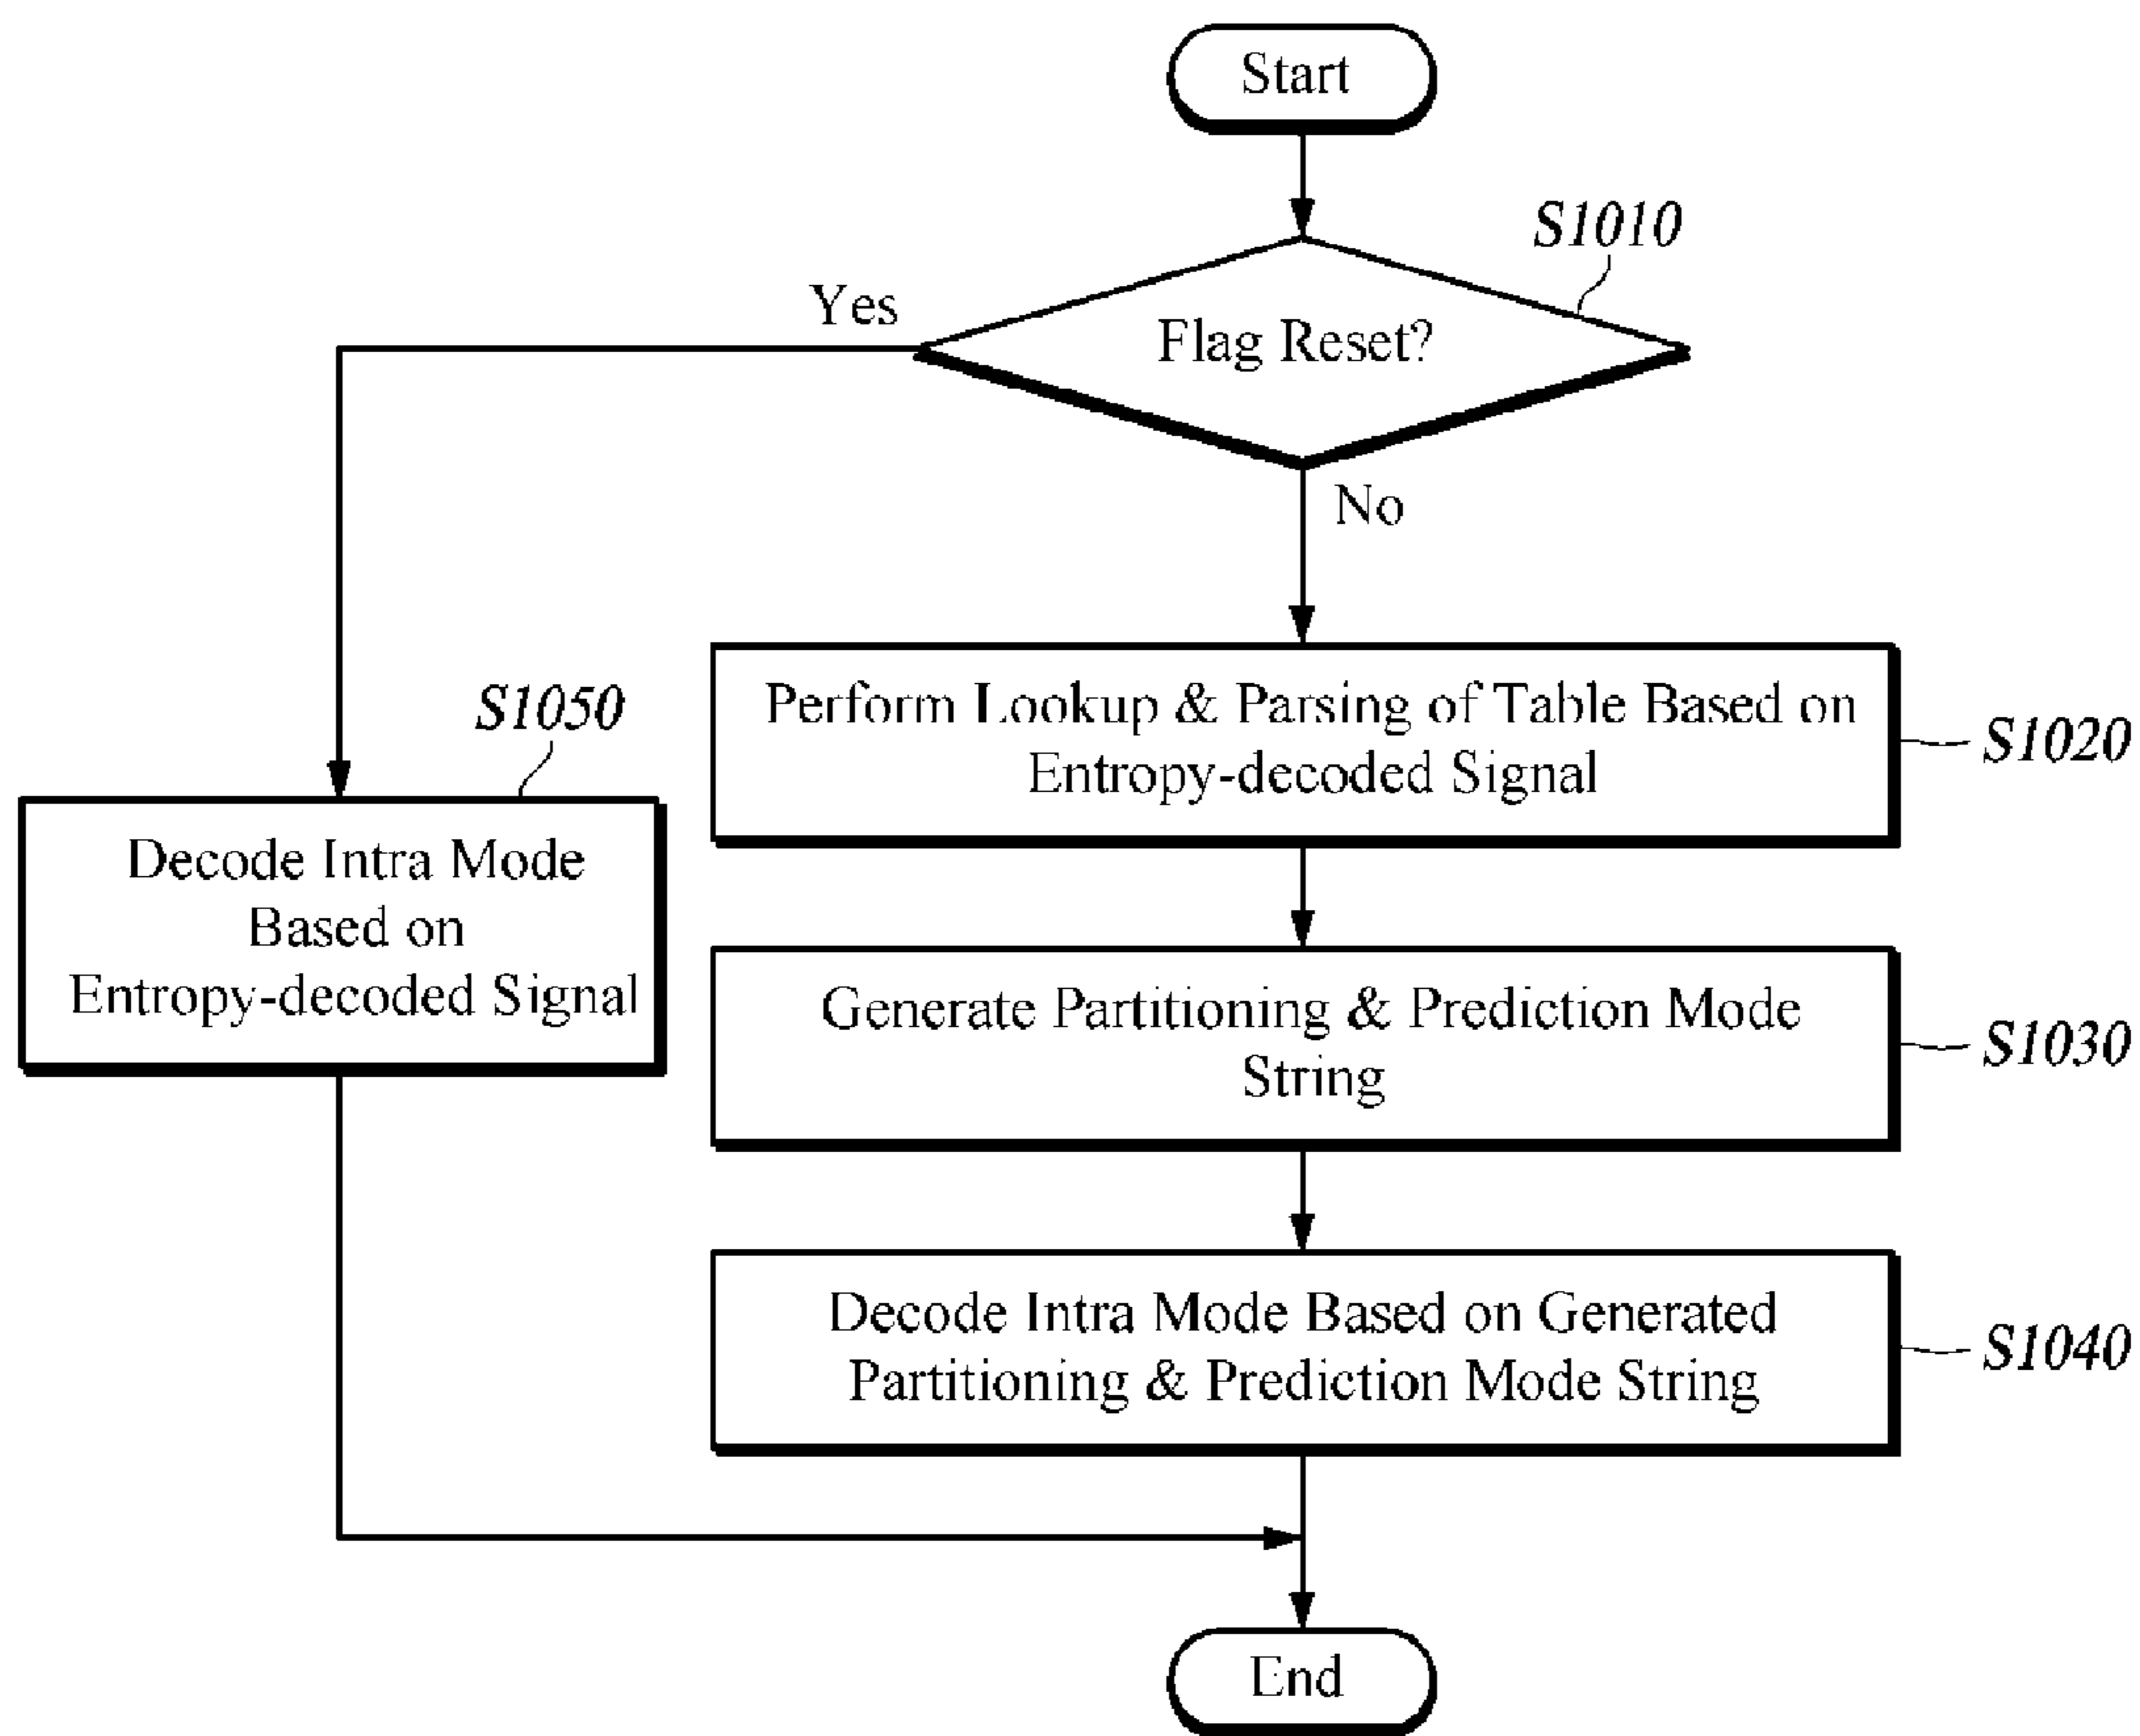 Start
S1010
Yes
Flag Reset?
No
S1050
Perform Lookup & Parsing of Table Based on
Entropy-decoded Signal
S1020
Decode Intra Mode
Based on
Entropy-decoded Signal
Generate Partitioning & Prediction Mode
String
S1030
Decode Intra Mode Based on Generated
Partitioning & Prediction Mode String
S1040
End